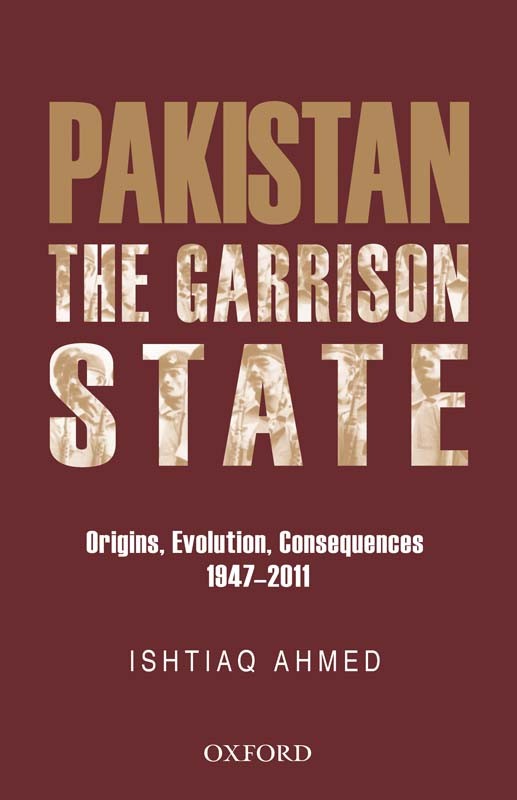 PAKISTAN
THE GARRISON
STATE
Origins, Evolution, Consequences
1947–2011
ISHTIAQ AHMED
OXFORD